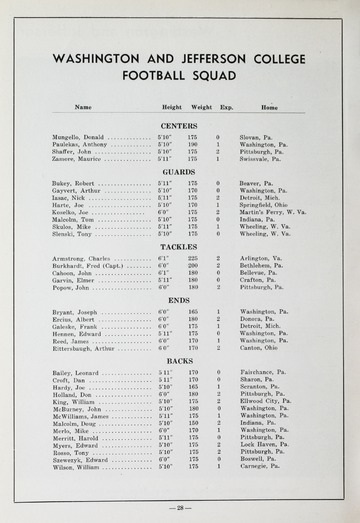 WASHINGTON AND JEFFERSON COLLEGE
FOOTBALL SQUAD
Name Height Weight Exp. Home
CENTERS
Mungello, Donald 5'10" 175 0 Slovan, Pa.
Paulekas, Anthony 5'10" 190 1 Washington, Pa.
Shaffer, John 5'10" 175 2 Pittsburgh, Pa.
Zamore, Maurice 5'11" 175 1 Swissvale, Pa.
GUARDS
Bukey, Robert 5'11" 175 0 Beaver, Pa.
Gayvert, Arthur 5'10" 170 0 Washington, Pa.
Izsac, Nick 5'11" 175 2 Detroit, Mich.
Harte, Joe 5'10" 170 1 Springfield, Ohio
Koselko, Joe 6'0" 175 2 Martin's Ferry, W. Va.
Malcolm, Tom 5'10" 175 0 Indiana, Pa.
Skulos, Mike 5'11" 175 1 Wheeling, W. Va.
Slenski, Tony 5'10" 175 0 Wheeling, W. Va.
TACKLES
Armstrong, Charles 6'1" 225 2 Arlington, Va.
Burkhardt, Fred (Capt.) 6'0" 200 2 Bethlehem, Pa.
Cahoon, John 6'1" 180 0 Bellevue, Pa.
Garvin, Elmer 5'11" 180 0 Crafton, Pa.
Popow, John 6'0" 180 2 Pittsburgh, Pa.
ENDS
Bryant, Joseph 6'0" 165 1 Washington, Pa.
Ercius, Albert 6'0" 180 2 Donora, Pa.
Galeske, Frank 6'0" 175 1 Detroit, Mich.
Hennen, Edward 5'11" 175 0 Washington, Pa.
Reed, James 6'0" 170 1 Washington, Pa.
Rittersbaugh, Arthur 6'0" 170 2 Canton, Ohio
BACKS
Bailey, Leonard 5'11" 170 0 Fairchance, Pa.
Croft, Dan 5'11" 170 0 Sharon, Pa.
Hardy, Joe 5'10" 165 1 Scranton, Pa.
Holland, Don 6'0" 180 2 Pittsburgh, Pa.
King, William 5'10" 175 2 Ellwood City, Pa.
McBurney, John 5'10" 180 0 Washington, Pa.
McWilliams, James 5'11" 175 1 Washington, Pa.
Malcolm, Doug 5'10" 150 2 Indiana, Pa.
Merlo, Mike 6'0" 170 1 Washington, Pa.
Merritt, Harold 5'11" 175 0 Pittsburgh, Pa.
Myers, Edward 5'10" 175 2 Lock Haven, Pa.
Rosso, Tony 5'10" 175 2 Pittsburgh, Pa.
Szewczyk, Edward 6'0" 175 0 Boswell, Pa.
Wilson, William 5'10" 175 1 Carnegie, Pa.
— 28 —